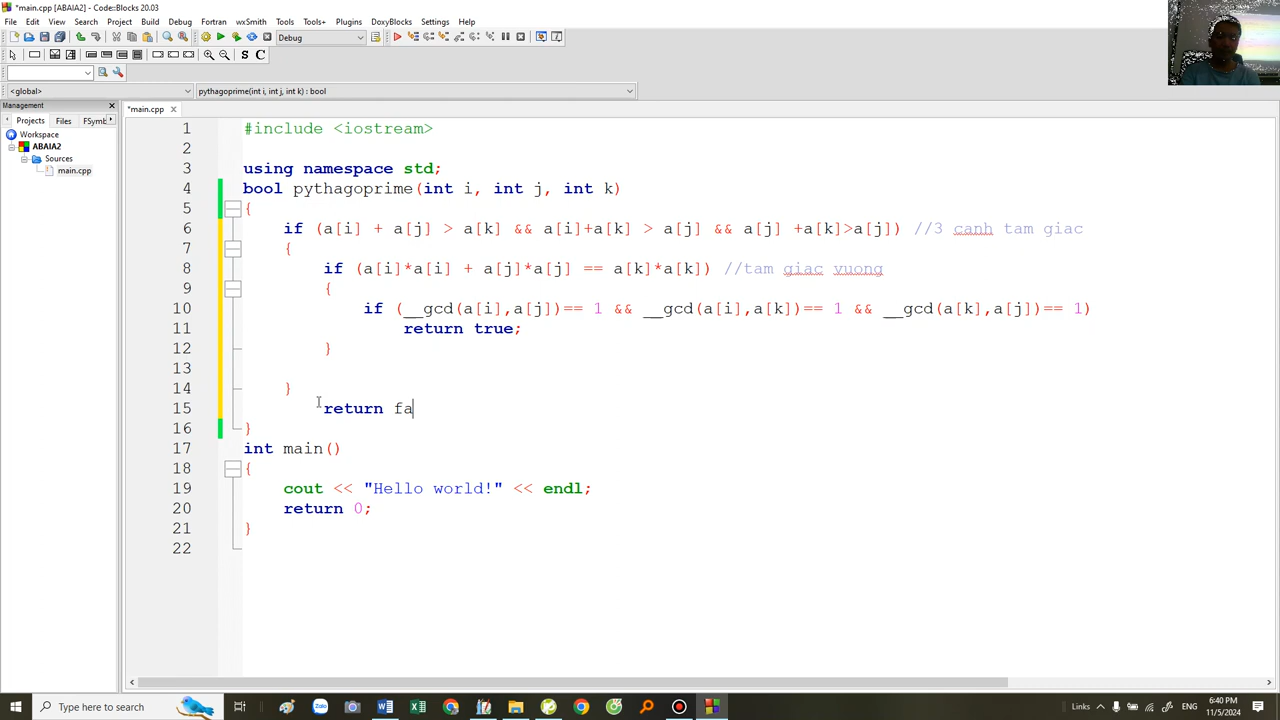 *main.cpp [ABAIA2] - Code::Blocks 20.03
File Edit View Search Project Build Debug Fortran wxSmith Tools Tools+ Plugins DoxyBlocks Settings Help
Debug
S C
<global> pythagoprime(int i, int j, int k) : bool
Management
*main.cpp
Projects Files FSymb
Workspace
ABAIA2
Sources
main.cpp
1 #include <iostream>
2
3 using namespace std;
4 bool pythagoprime(int i, int j, int k)
5 {
6 if (a[i] + a[j] > a[k] && a[i]+a[k] > a[j] && a[j] +a[k]>a[j]) //3 canh tam giac
7 {
8 if (a[i]*a[i] + a[j]*a[j] == a[k]*a[k]) //tam giac vuong
9 {
10 if (__gcd(a[i],a[j])== 1 && __gcd(a[i],a[k])== 1 && __gcd(a[k],a[j])== 1)
11 return true;
12 }
13
14 }
15 return fa
16 }
17 int main()
18 {
19 cout << "Hello world!" << endl;
20 return 0;
21 }
22
Type here to search
Zalo
Links
ENG
6:40 PM
11/5/2024